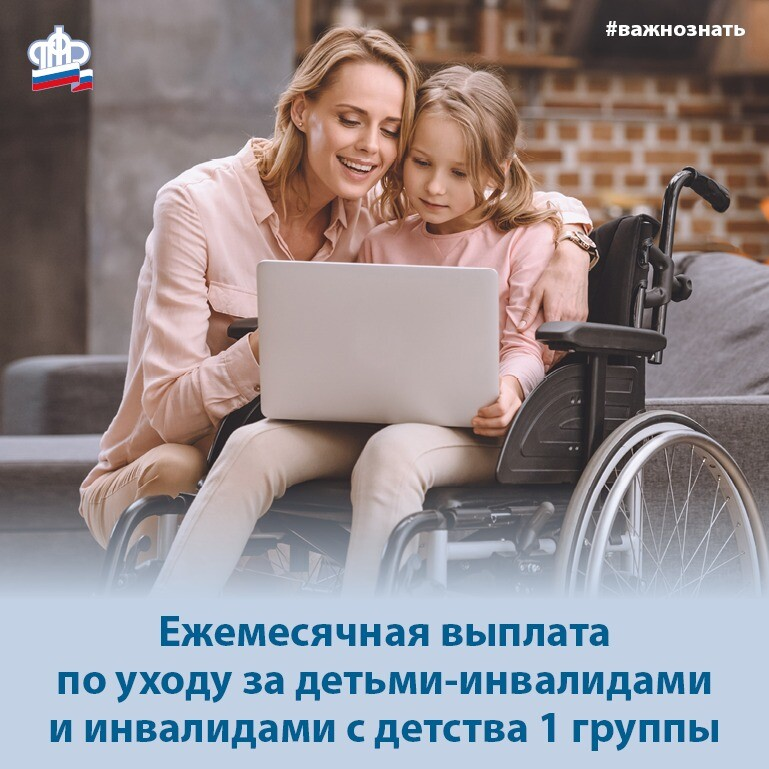 #важнознать
Ежемесячная выплата
по уходу за детьми-инвалидами
и инвалидами с детства 1 группы